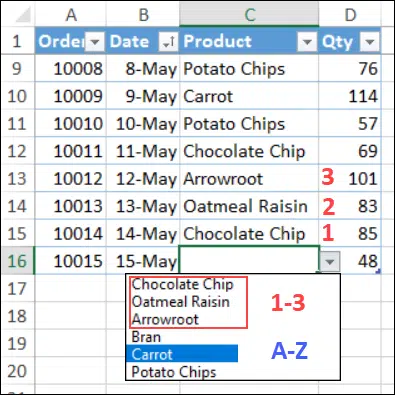 A B C D
1 Order Date Product Qty
9 10008 8-May Potato Chips 76
10 10009 9-May Carrot 114
11 10010 10-May Potato Chips 57
12 10011 11-May Chocolate Chip 69
13 10012 12-May Arrowroot 3 101
14 10013 13-May Oatmeal Raisin 2 83
15 10014 14-May Chocolate Chip 1 85
16 10015 15-May 48
17
Chocolate Chip
18
Oatmeal Raisin 1-3
Arrowroot
19
Bran
20
Carrot A-Z
Potato Chips
21